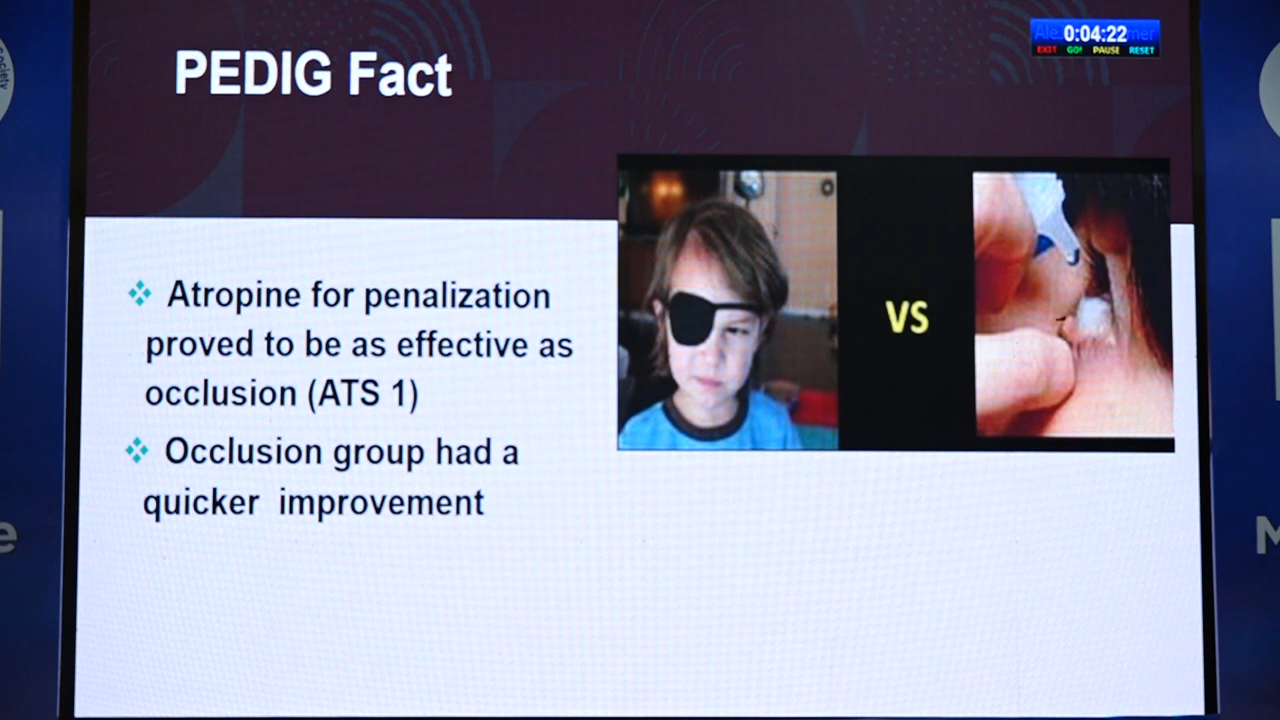 PEDIG Fact
0:04:22
EXIT GO! PAUSE RESET
❖ Atropine for penalization
proved to be as effective as
occlusion (ATS 1)
❖ Occlusion group had a
quicker improvement
VS
ociety
e
M